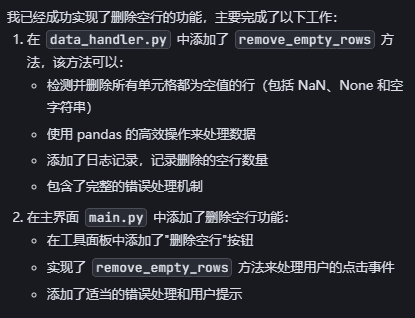 我已经成功实现了删除空行的功能，主要完成了以下工作：
1. 在 data_handler.py 中添加了 remove_empty_rows 方
法，该方法可以：
• 检测并删除所有单元格都为空值的行（包括 NaN、None 和空
字符串）
• 使用 pandas 的高效操作来处理数据
• 添加了日志记录，记录删除的空行数量
• 包含了完整的错误处理机制
2. 在主界面 main.py 中添加了删除空行功能：
• 在工具面板中添加了"删除空行"按钮
• 实现了 remove_empty_rows 方法来处理用户的点击事件
• 添加了适当的错误处理和用户提示